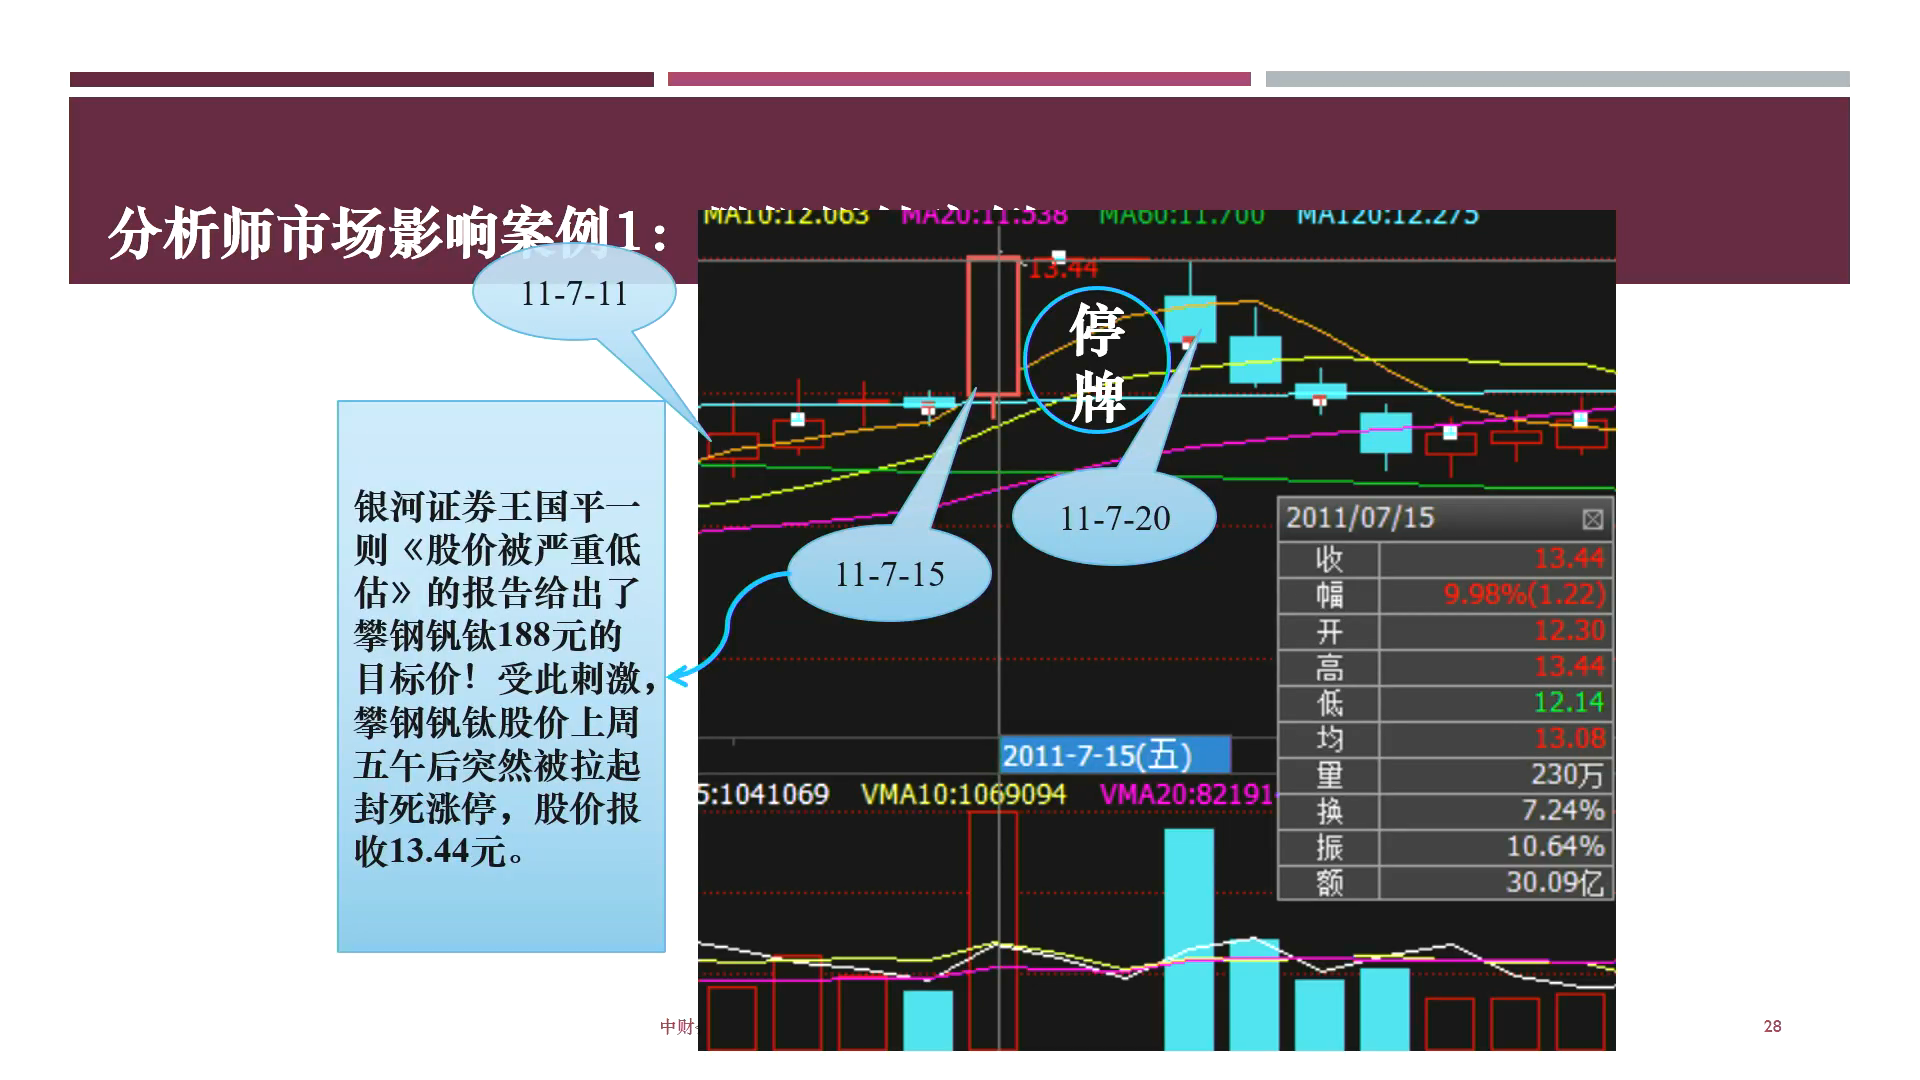 分析师市场影响案例1：
MA10:12.063 MA20:11.538 MA60:11.700 MA120:12.275
13.44
11-7-11
停
牌
银河证券王国平一
则《股价被严重低
估》的报告给出了
攀钢钒钛188元的
目标价！受此刺激，
攀钢钒钛股价上周
五午后突然被拉起
封死涨停，股价报
收13.44元。
11-7-15
11-7-20
2011/07/15
收 13.44
幅 9.98%(1.22)
开 12.30
高 13.44
低 12.14
均 13.08
量 230万
换 7.24%
振 10.64%
额 30.09亿
2011-7-15(五)
5:1041069 VMA10:1069094 VMA20:82191
中财
28